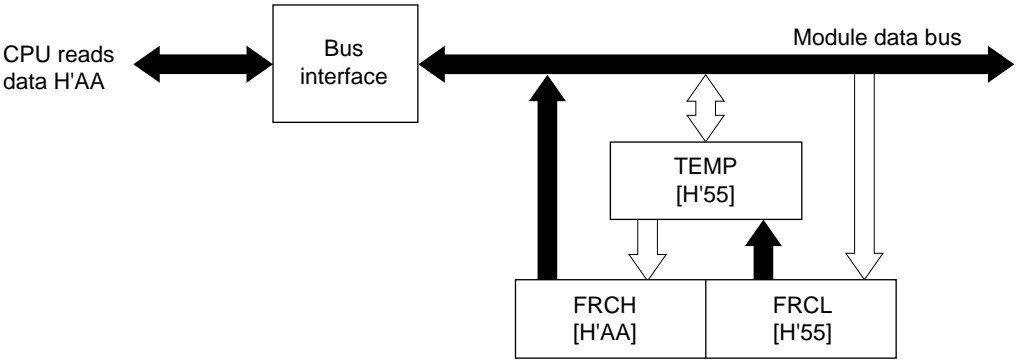 CPU reads
data H'AA
Bus
interface
Module data bus
TEMP
[H'55]
FRCH
[H'AA]
FRCL
[H'55]